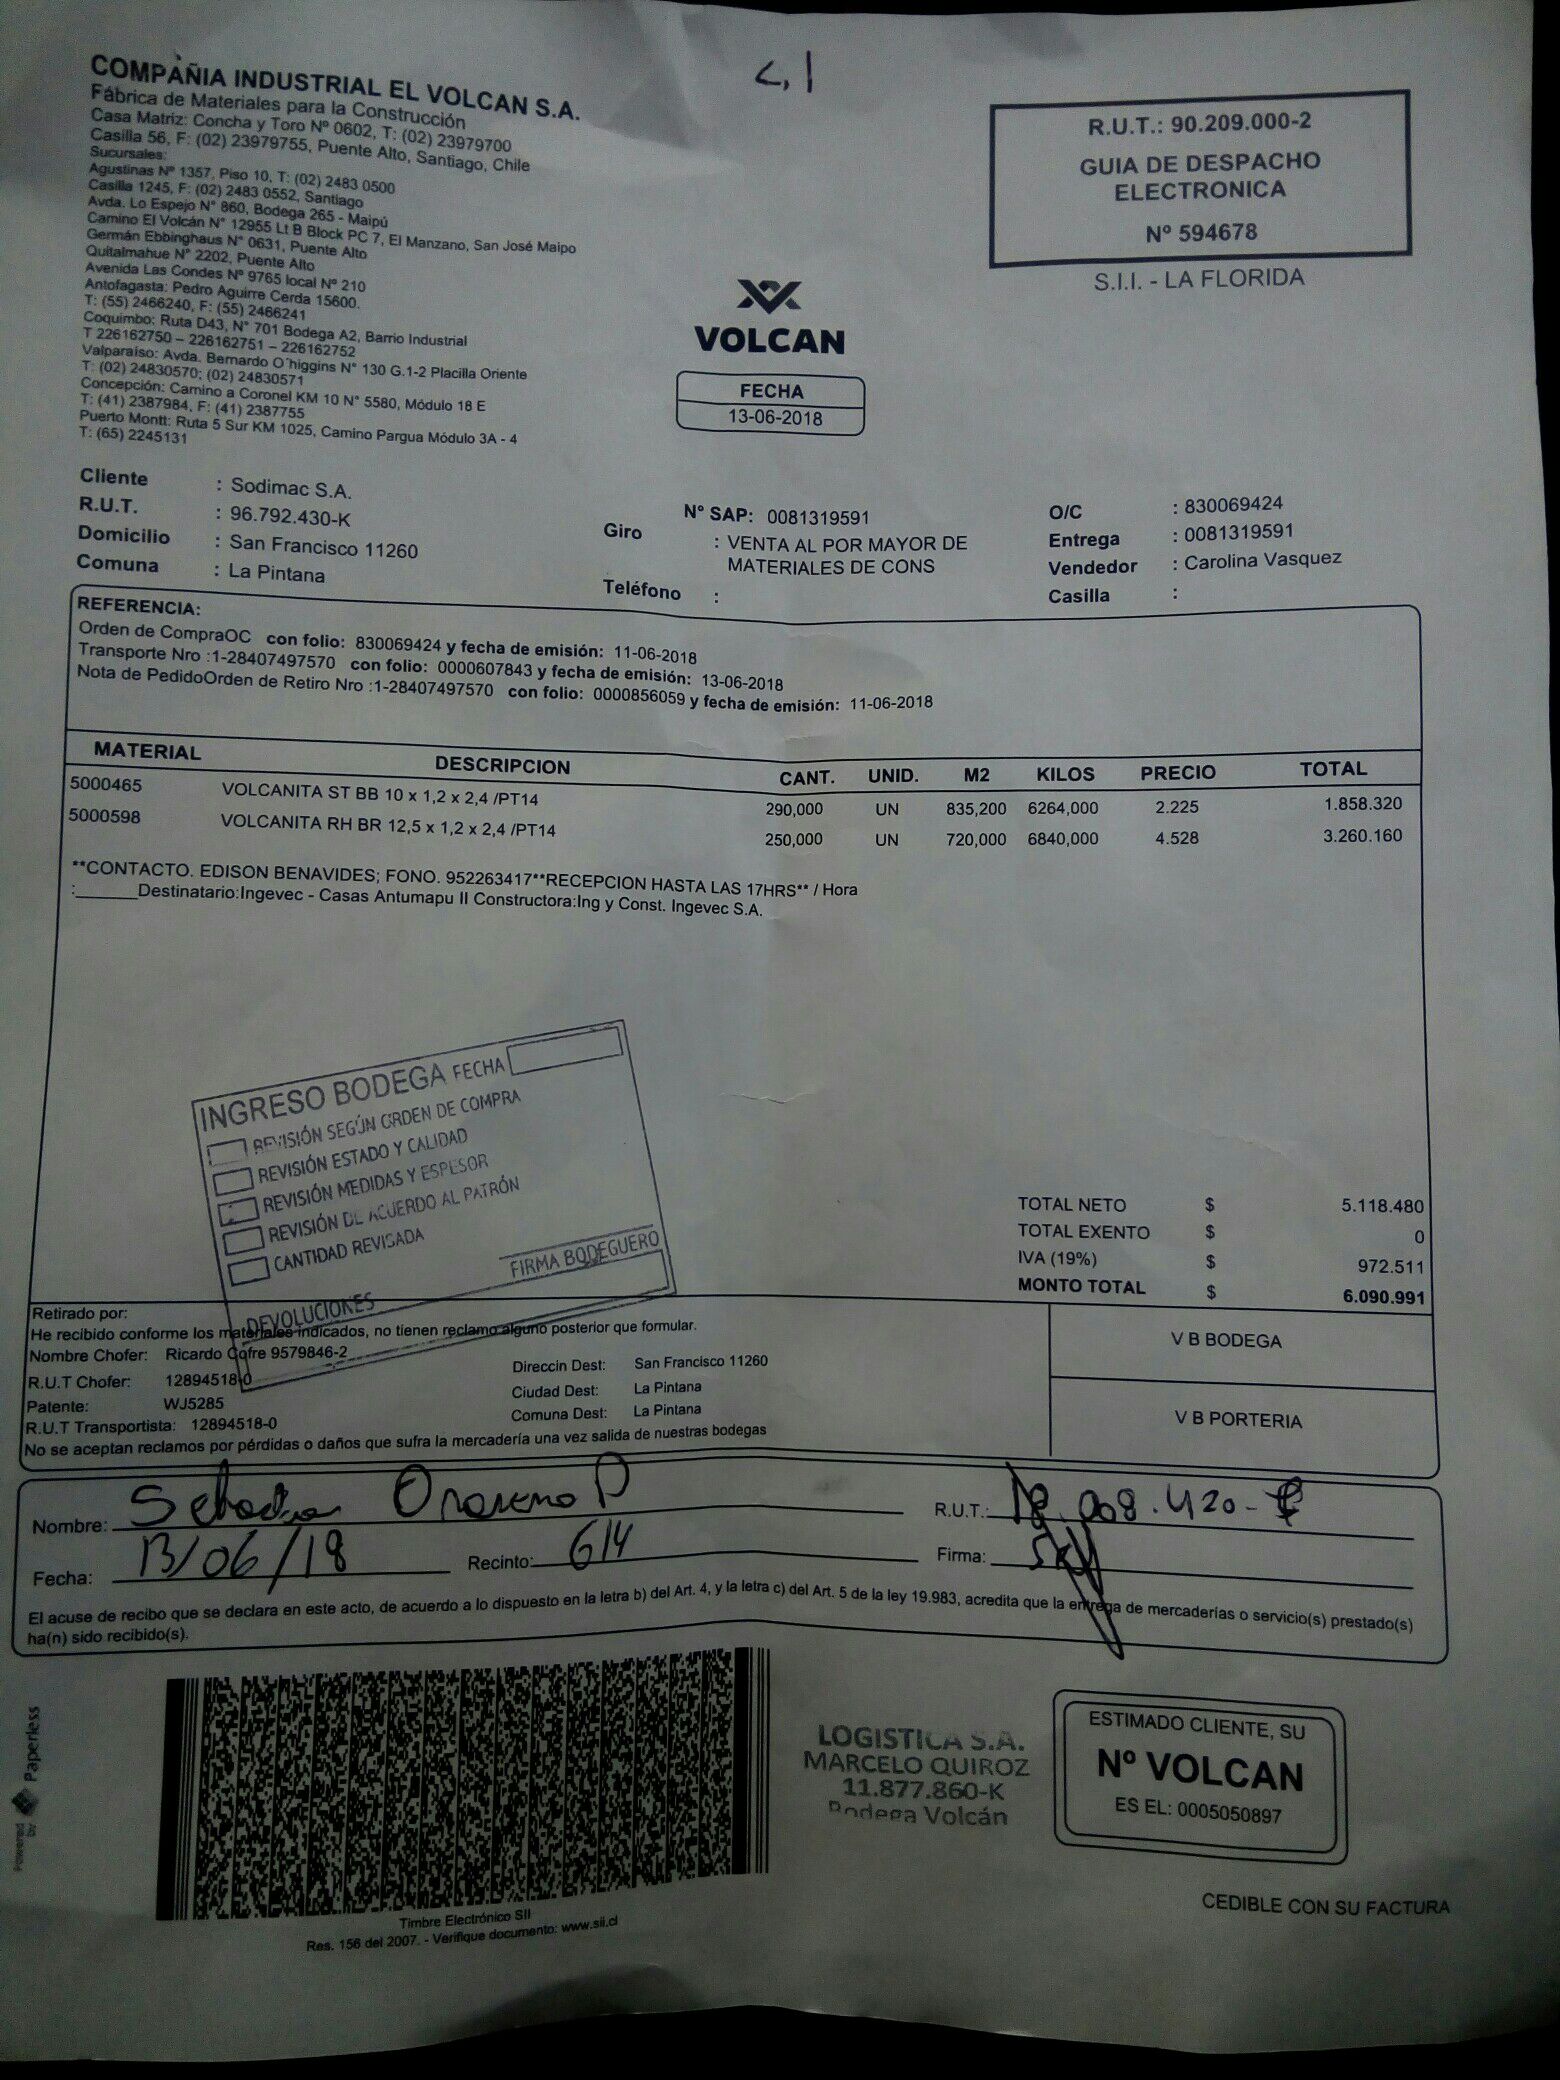 c,1
COMPAÑIA INDUSTRIAL EL VOLCAN S.A.
Fábrica de Materiales para la Construcción
Casa Matriz: Concha y Toro Nº 0602, T: (02) 23979700
Casilla 56, F: (02) 23979755, Puente Alto, Santiago, Chile
Sucursales:
Agustinas Nº 1357, Piso 10, T: (02) 2483 0500
Casilla 1245, F: (02) 2483 0552, Santiago
Avda. Lo Espejo N° 860, Bodega 265 - Maipú
Camino El Volcán N° 12955 Lt B Block PC 7, El Manzano, San José Maipo
Germán Ebbinghaus N° 0631, Puente Alto
Quitalmahue N° 2202, Puente Alto
Avenida Las Condes Nº 9765 local Nº 210
Antofagasta: Pedro Aguirre Cerda 15600.
T: (55) 2466240, F: (55) 2466241
Coquimbo: Ruta D43, N° 701 Bodega A2, Barrio Industrial
T 226162750 – 226162751 – 226162752
Valparaíso: Avda. Bernardo O´higgins N° 130 G.1-2 Placilla Oriente
T: (02) 24830570; (02) 24830571
Concepción: Camino a Coronel KM 10 N° 5580, Módulo 18 E
T: (41) 2387984, F: (41) 2387755
Puerto Montt: Ruta 5 Sur KM 1025, Camino Pargua Módulo 3A - 4
T: (65) 2245131
R.U.T.: 90.209.000-2
GUIA DE DESPACHO
ELECTRONICA
Nº 594678
S.I.I. - LA FLORIDA
VOLCAN
FECHA
13-06-2018
Cliente : Sodimac S.A.
R.U.T. : 96.792.430-K
Domicilio : San Francisco 11260
Comuna : La Pintana
N° SAP: 0081319591
Giro : VENTA AL POR MAYOR DE
MATERIALES DE CONS
Teléfono :
O/C : 830069424
Entrega : 0081319591
Vendedor : Carolina Vasquez
Casilla :
REFERENCIA:
Orden de CompraOC con folio: 830069424 y fecha de emisión: 11-06-2018
Transporte Nro :1-28407497570 con folio: 0000607843 y fecha de emisión: 13-06-2018
Nota de PedidoOrden de Retiro Nro :1-28407497570 con folio: 0000856059 y fecha de emisión: 11-06-2018
MATERIAL DESCRIPCION CANT. UNID. M2 KILOS PRECIO TOTAL
5000465 VOLCANITA ST BB 10 x 1,2 x 2,4 /PT14 290,000 UN 835,200 6264,000 2.225 1.858.320
5000598 VOLCANITA RH BR 12,5 x 1,2 x 2,4 /PT14 250,000 UN 720,000 6840,000 4.528 3.260.160
**CONTACTO. EDISON BENAVIDES; FONO. 952263417**RECEPCION HASTA LAS 17HRS** / Hora
:_______Destinatario:Ingevec - Casas Antumapu II Constructora:Ing y Const. Ingevec S.A.
INGRESO BODEGA FECHA
REVISIÓN SEGÚN ORDEN DE COMPRA
REVISIÓN ESTADO Y CALIDAD
REVISIÓN MEDIDAS Y ESPESOR
REVISIÓN DE ACUERDO AL PATRÓN
CANTIDAD REVISADA
FIRMA BODEGUERO
DEVOLUCIONES
TOTAL NETO $ 5.118.480
TOTAL EXENTO $ 0
IVA (19%) $ 972.511
MONTO TOTAL $ 6.090.991
Retirado por:
He recibido conforme los materiales indicados, no tienen reclamo alguno posterior que formular.
Nombre Chofer: Ricardo Cofre 9579846-2
R.U.T Chofer: 12894518-0
Patente: WJ5285
R.U.T Transportista: 12894518-0
Direccin Dest: San Francisco 11260
Ciudad Dest: La Pintana
Comuna Dest: La Pintana
No se aceptan reclamos por pérdidas o daños que sufra la mercadería una vez salida de nuestras bodegas
V B BODEGA
V B PORTERIA
Nombre:
R.U.T.:
Fecha: 13/06/18 Recinto: 614 Firma:
El acuse de recibo que se declara en este acto, de acuerdo a lo dispuesto en la letra b) del Art. 4, y la letra c) del Art. 5 de la ley 19.983, acredita que la entrega de mercaderías o servicio(s) prestado(s)
ha(n) sido recibido(s).
Powered by Paperless
Timbre Electrónico SII
Res. 156 del 2007. - Verifique documento: www.sii.cl
LOGISTICA S.A.
MARCELO QUIROZ
11.877.860-K
Bodega Volcán
ESTIMADO CLIENTE, SU
Nº VOLCAN
ES EL: 0005050897
CEDIBLE CON SU FACTURA